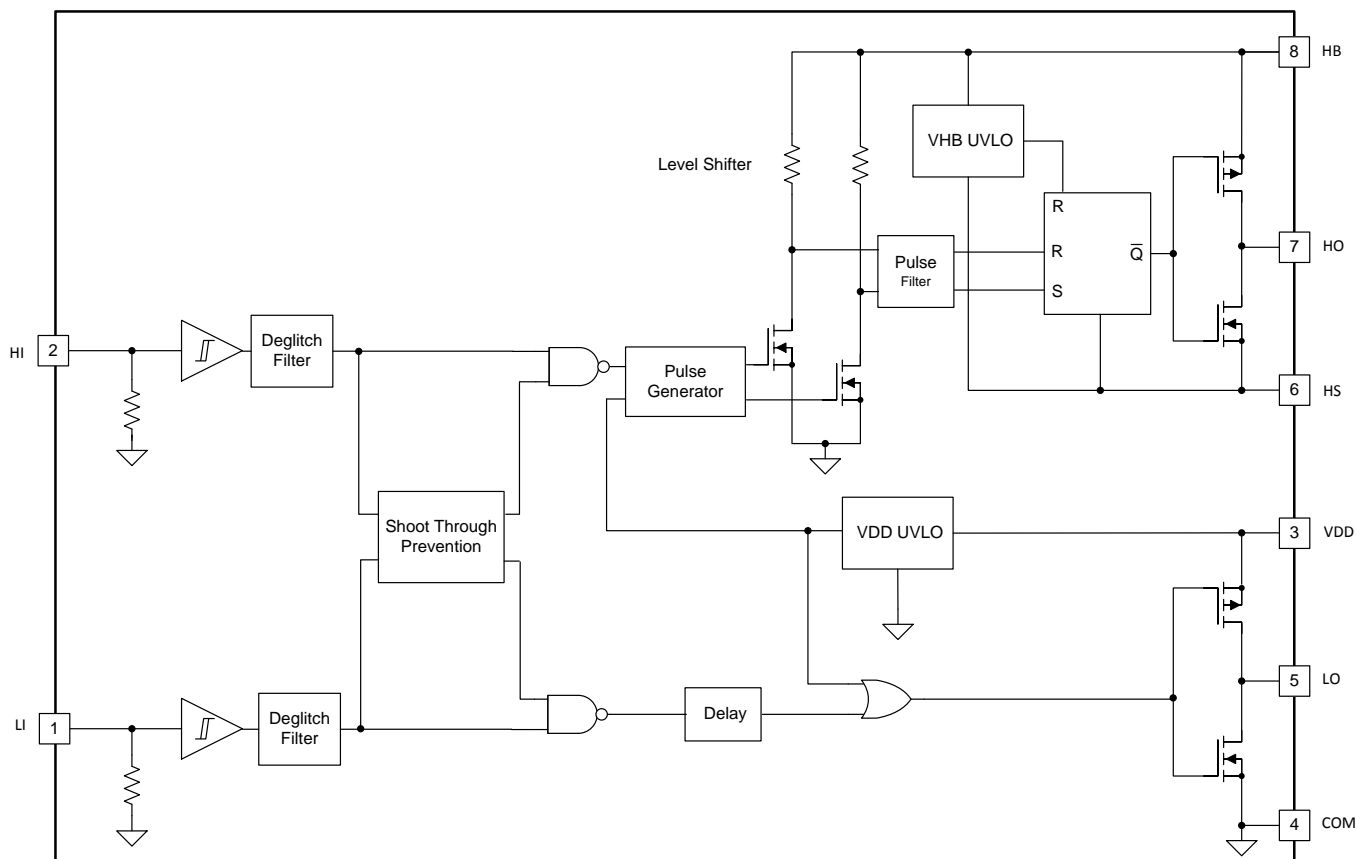 8 HB
VHB UVLO
Level Shifter
R
R
Q̅
S
Pulse
Filter
7 HO
HI 2
Deglitch
Filter
Pulse
Generator
6 HS
Shoot Through
Prevention
VDD UVLO
3 VDD
LI 1
Deglitch
Filter
Delay
5 LO
4 COM